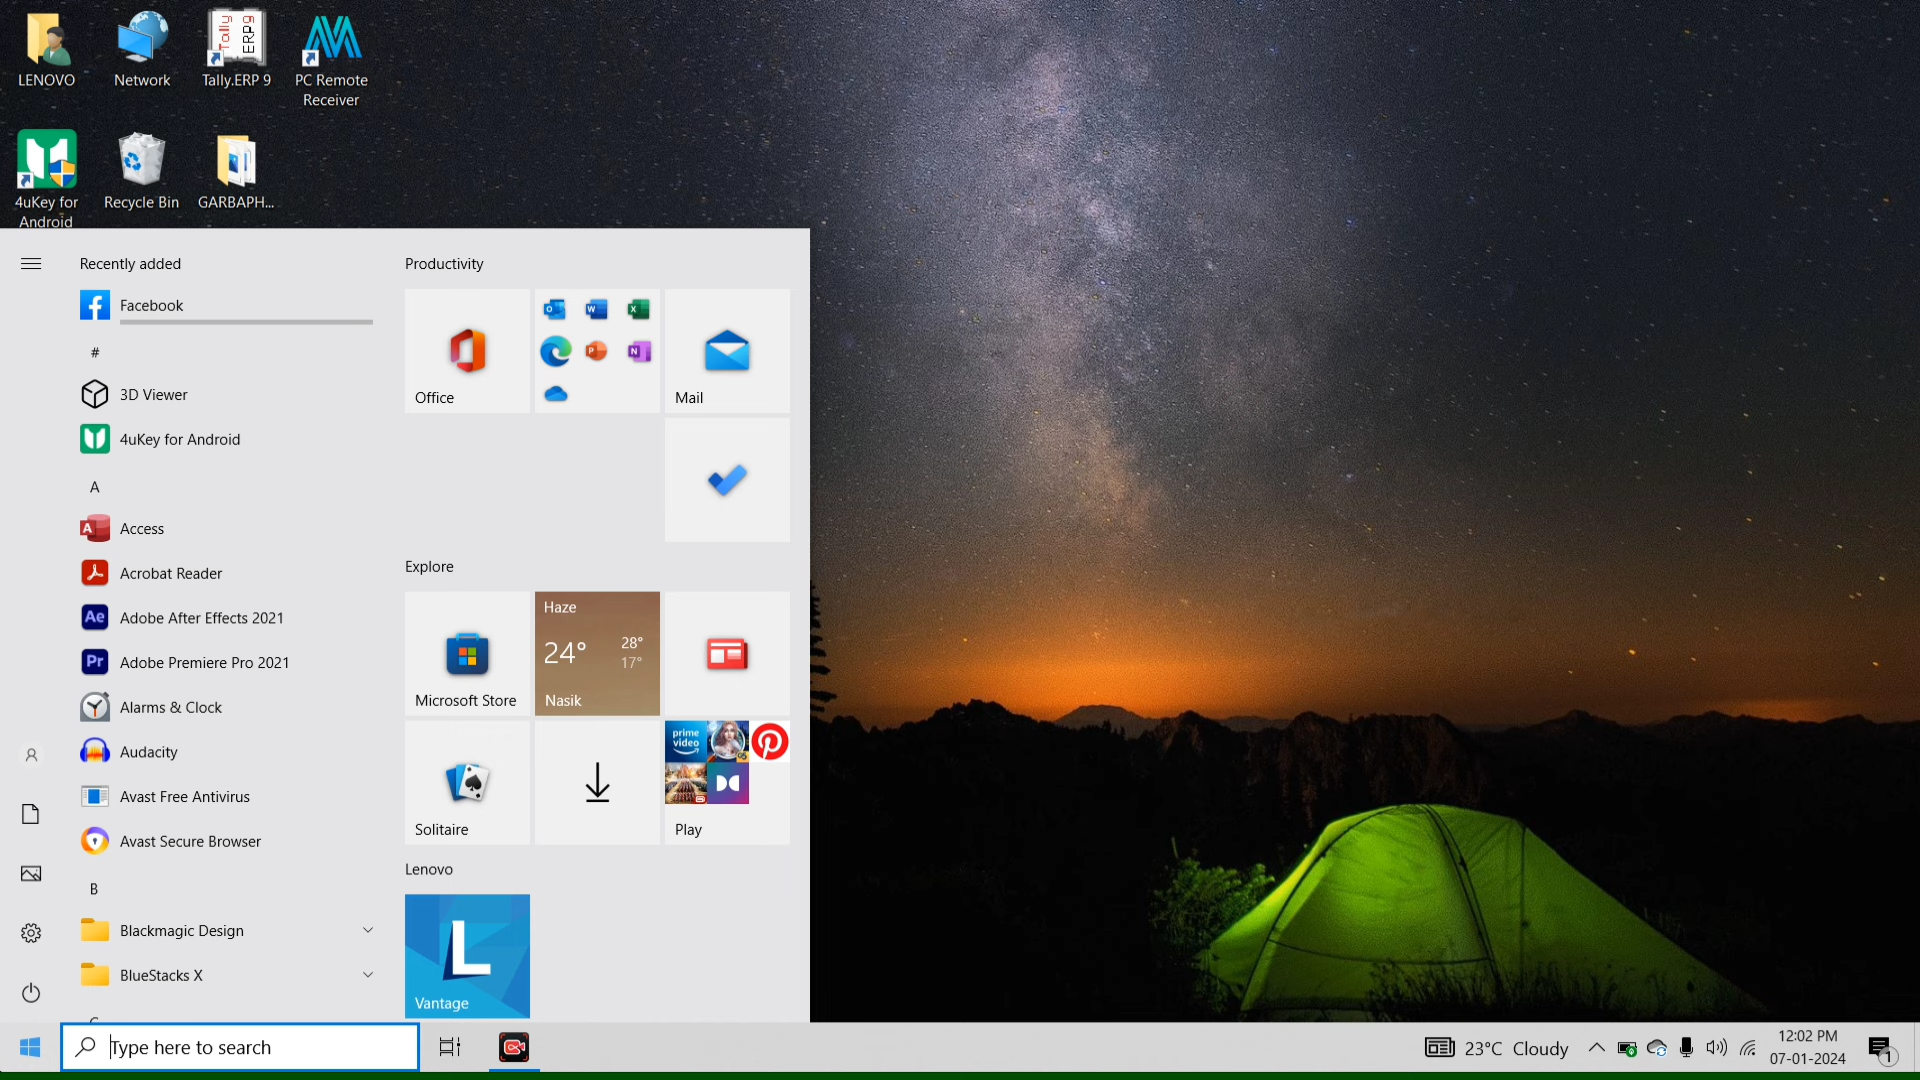 LENOVO
Network
Tally.ERP 9
PC Remote
Receiver
Tally
ERP9
4uKey for
Android
Recycle Bin
GARBAPH...
Recently added
Facebook
#
3D Viewer
4uKey for Android
A
Access
Acrobat Reader
Adobe After Effects 2021
Adobe Premiere Pro 2021
Alarms & Clock
Audacity
Avast Free Antivirus
Avast Secure Browser
B
Blackmagic Design
BlueStacks X
Productivity
Office
Mail
Explore
Microsoft Store
Haze
24° 28°
17°
Nasik
Solitaire
prime
video
Play
Lenovo
L
Vantage
Type here to search
23°C Cloudy
12:02 PM
07-01-2024
1